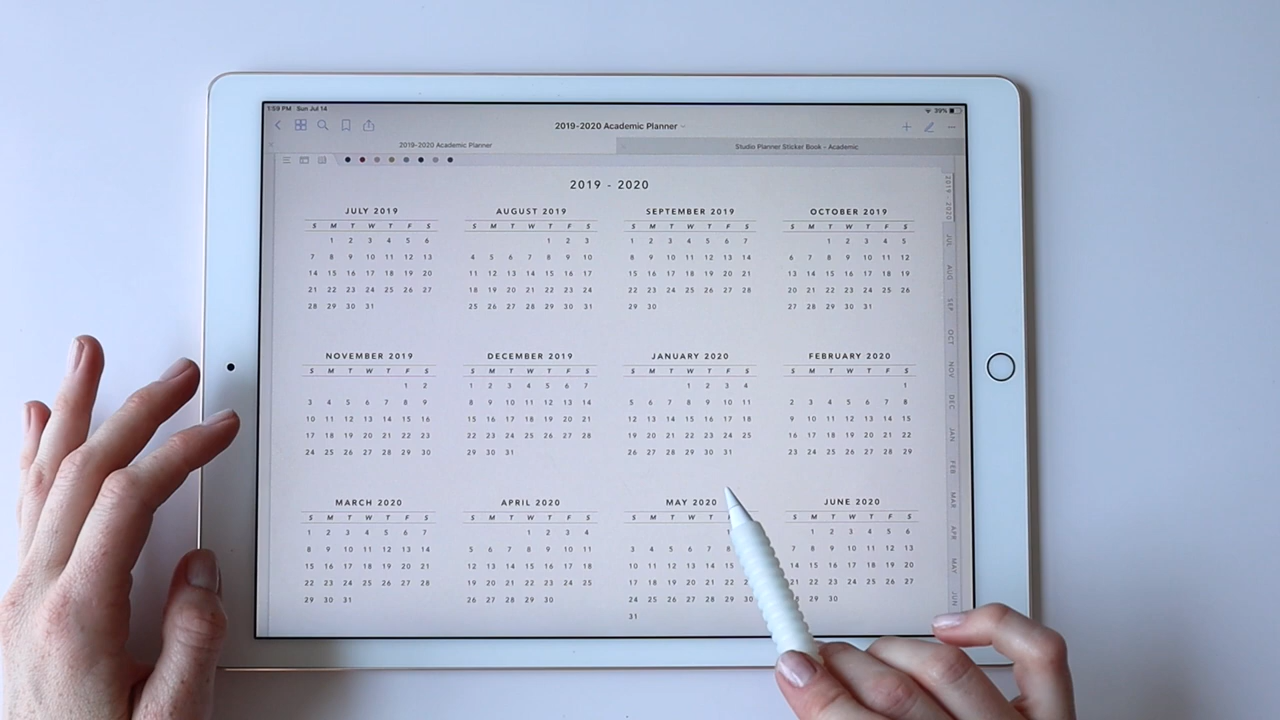 1:59 PM Sun Jul 14
39%
2019-2020 Academic Planner
2019-2020 Academic Planner
Studio Planner Sticker Book - Academic
2019 - 2020
JULY 2019
S M T W T F S
1 2 3 4 5 6
7 8 9 10 11 12 13
14 15 16 17 18 19 20
21 22 23 24 25 26 27
28 29 30 31
AUGUST 2019
S M T W T F S
1 2 3
4 5 6 7 8 9 10
11 12 13 14 15 16 17
18 19 20 21 22 23 24
25 26 27 28 29 30 31
SEPTEMBER 2019
S M T W T F S
1 2 3 4 5 6 7
8 9 10 11 12 13 14
15 16 17 18 19 20 21
22 23 24 25 26 27 28
29 30
OCTOBER 2019
S M T W T F S
1 2 3 4 5
6 7 8 9 10 11 12
13 14 15 16 17 18 19
20 21 22 23 24 25 26
27 28 29 30 31
NOVEMBER 2019
S M T W T F S
1 2
3 4 5 6 7 8 9
10 11 12 13 14 15 16
17 18 19 20 21 22 23
24 25 26 27 28 29 30
DECEMBER 2019
S M T W T F S
1 2 3 4 5 6 7
8 9 10 11 12 13 14
15 16 17 18 19 20 21
22 23 24 25 26 27 28
29 30 31
JANUARY 2020
S M T W T F S
1 2 3 4
5 6 7 8 9 10 11
12 13 14 15 16 17 18
19 20 21 22 23 24 25
26 27 28 29 30 31
FEBRUARY 2020
S M T W T F S
1
2 3 4 5 6 7 8
9 10 11 12 13 14 15
16 17 18 19 20 21 22
23 24 25 26 27 28 29
MARCH 2020
S M T W T F S
1 2 3 4 5 6 7
8 9 10 11 12 13 14
15 16 17 18 19 20 21
22 23 24 25 26 27 28
29 30 31
APRIL 2020
S M T W T F S
1 2 3 4
5 6 7 8 9 10 11
12 13 14 15 16 17 18
19 20 21 22 23 24 25
26 27 28 29 30
MAY 2020
S M T W T
3 4 5 6 7 8
10 11 12 13 14 15
17 18 19 20 21 22
24 25 26 27 28 29 30
31
JUNE 2020
S M T W T F S
2 3 4 5 6
7 8 9 10 11 12 13
15 16 17 18 19 20
22 23 24 25 26 27
29 30
2019 - 2020
JUL
AUG
SEP
OCT
NOV
DEC
JAN
FEB
MAR
APR
MAY
JUN